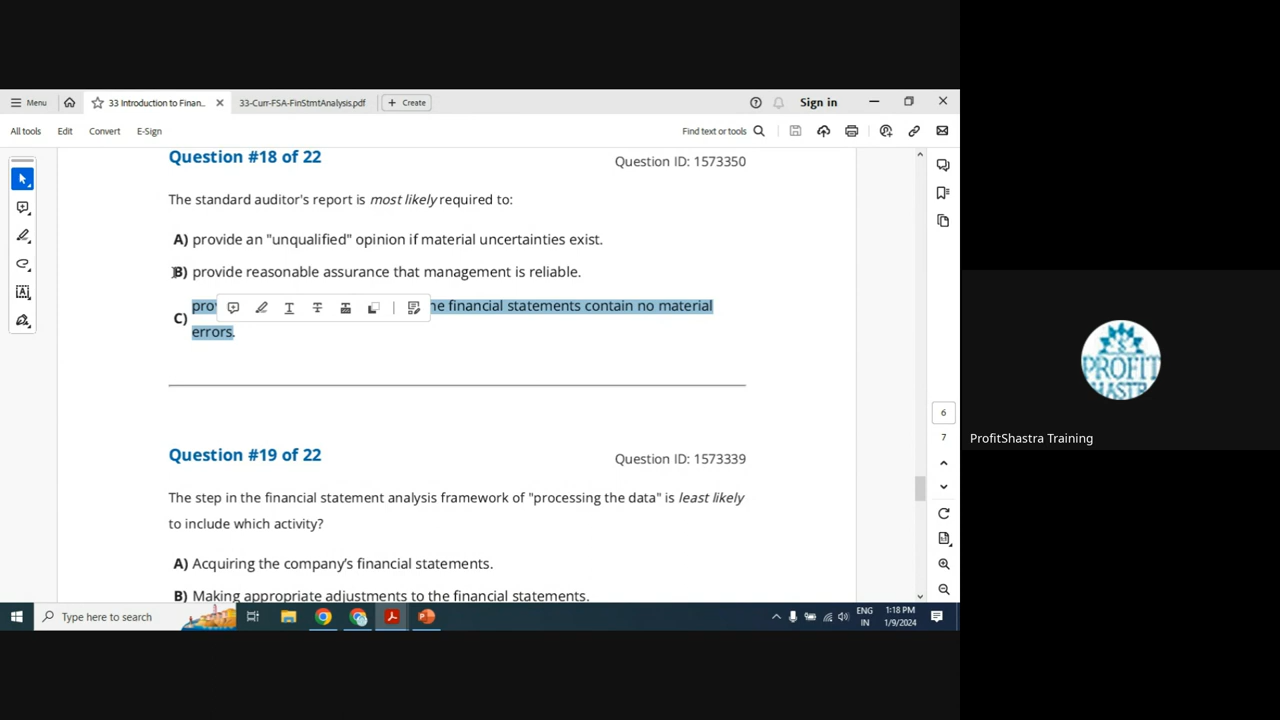 33 Introduction to Finan...
33-Curr-FSA-FinStmtAnalysis.pdf
Create
Menu
Sign in
All tools
Edit
Convert
E-Sign
Find text or tools
Question #18 of 22
Question ID: 1573350
The standard auditor's report is most likely required to:
A) provide an "unqualified" opinion if material uncertainties exist.
B) provide reasonable assurance that management is reliable.
C)
financial statements contain no material
errors.
Question #19 of 22
Question ID: 1573339
The step in the financial statement analysis framework of "processing the data" is least likely
to include which activity?
A) Acquiring the company's financial statements.
B) Making appropriate adjustments to the financial statements.
6
7
Type here to search
ENG
IN
1:18 PM
1/9/2024
PROFIT
SHASTRA
ProfitShastra Training